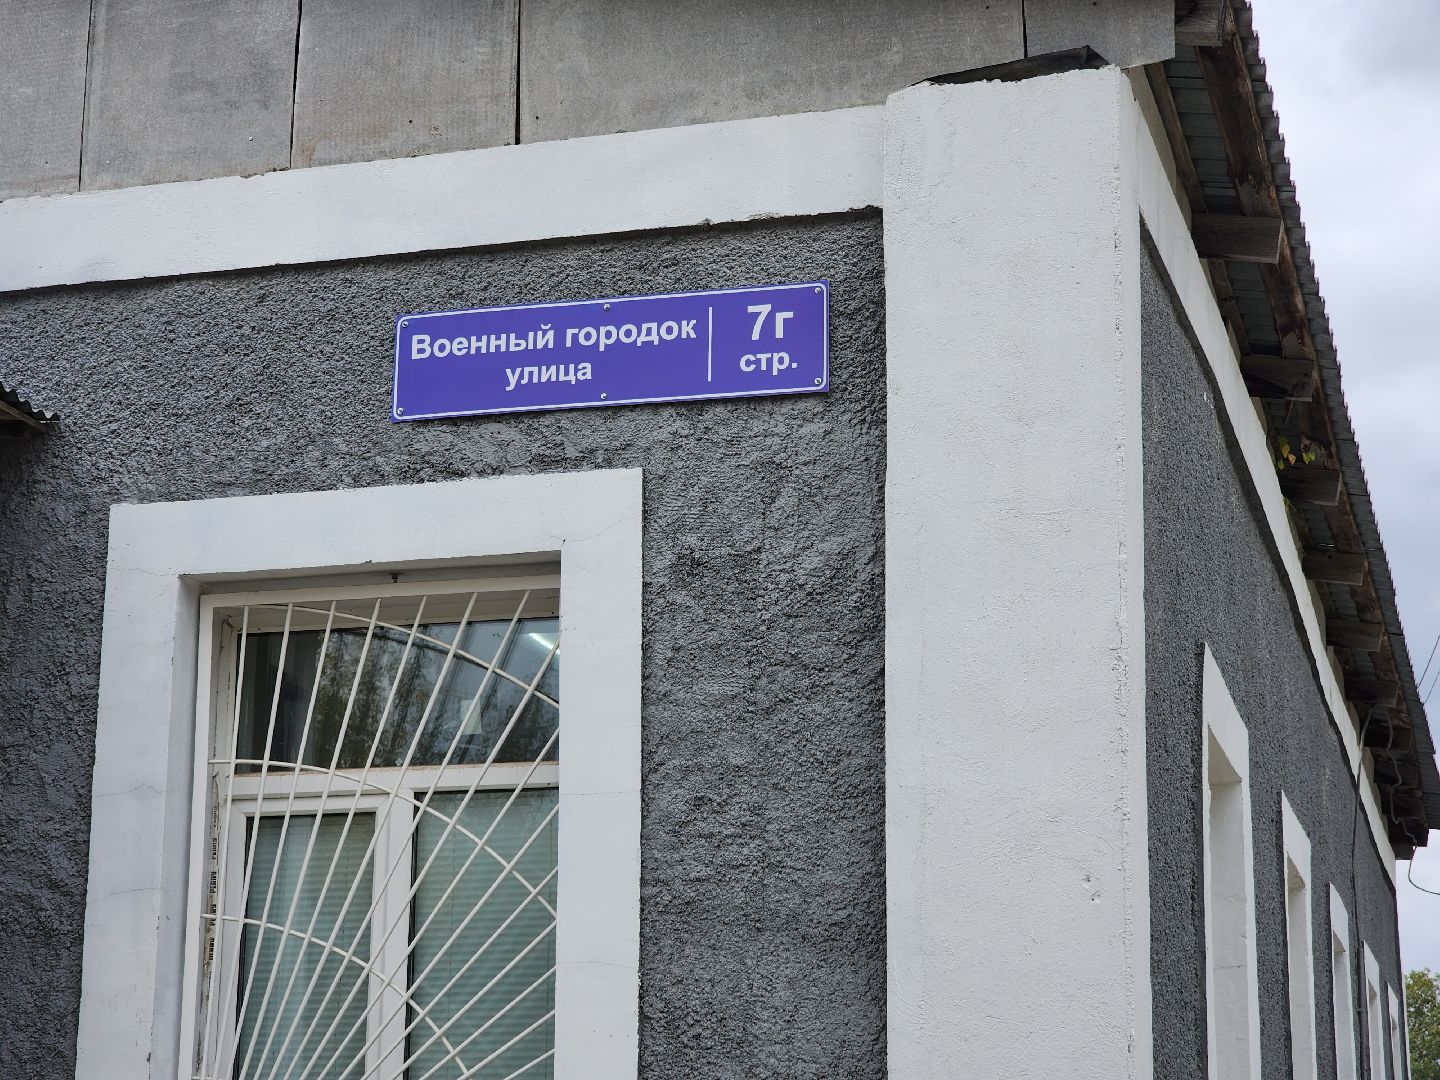 Военный городок
улица
7г
стр.